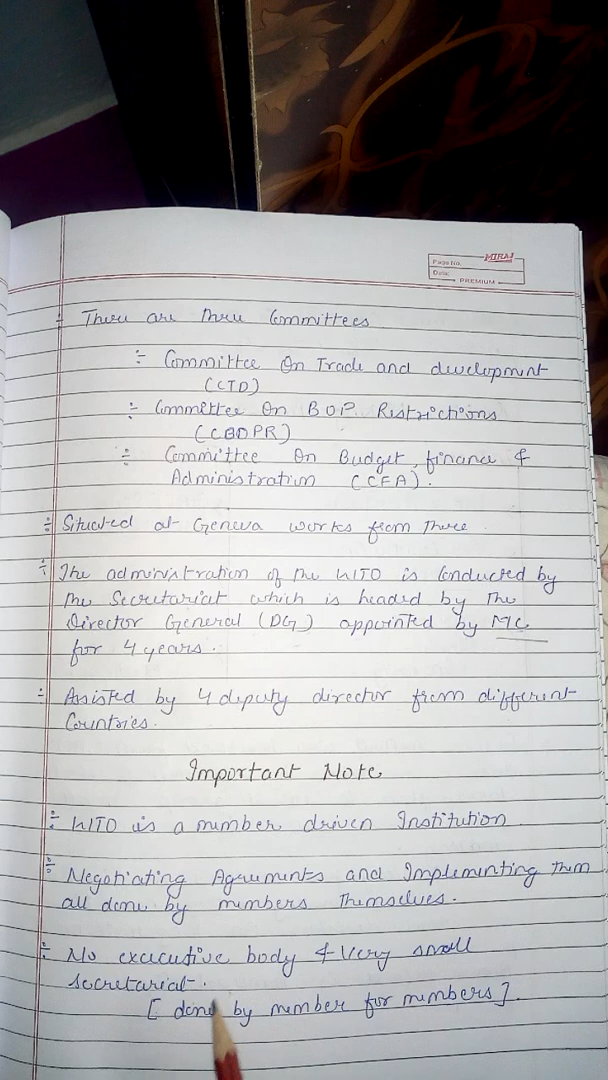 MIRAJ
Page No.
Date:
PREMIUM
÷ There are three Committees
÷ Committee On Trade and development
(CTD)
÷ Committee On B.O.P. Restrictions
(CBOPR)
÷ Committee On Budget, finance &
Administration (CFA).
÷ Situated at Geneva works from There
÷ The administration of the WTO is Conducted by
the Secretariat which is headed by The
Director General (DG) appointed by MC
for 4 years.
÷ Assisted by 4 deputy director from different
Countries.
Important Note
÷ WTO is a member driven Institution
÷ Negotiating Agreements and Implementing them
all done by members Themselves.
÷ No executive body & Very small
secretariat.
[ done by member for members ].